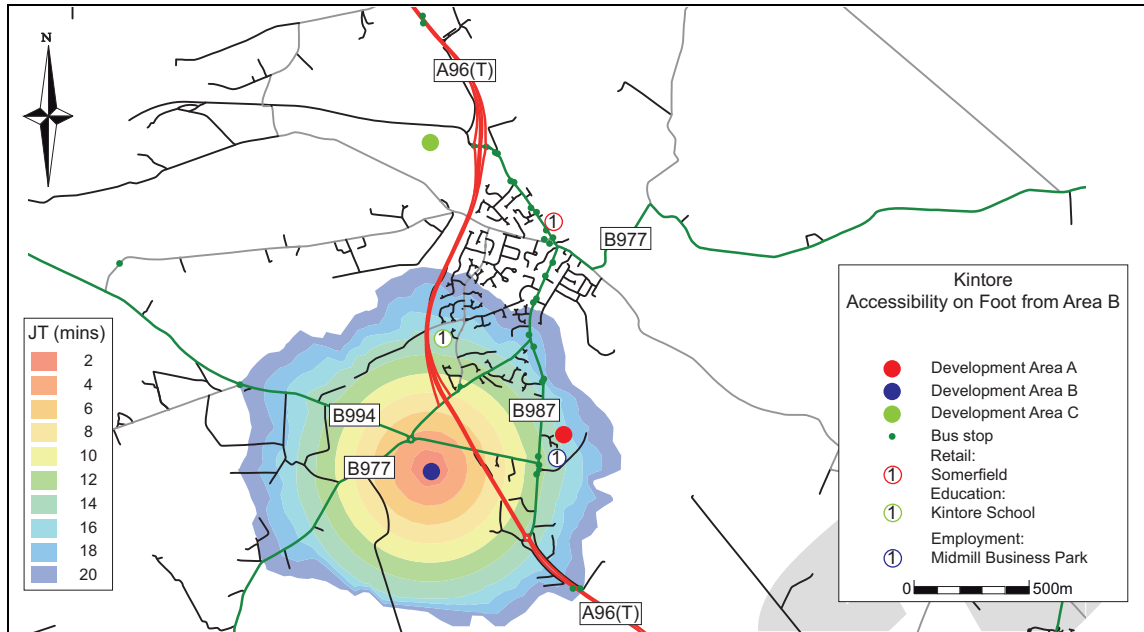 N
A96(T)
1
B977
Kintore
Accessibility on Foot from Area B
JT (mins)
2
4
6
8
10
12
14
16
18
20
1
B994
B987
B977
1
Development Area A
Development Area B
Development Area C
Bus stop
Retail:
1 Somerfield
Education:
1 Kintore School
Employment:
1 Midmill Business Park
0 500m
A96(T)